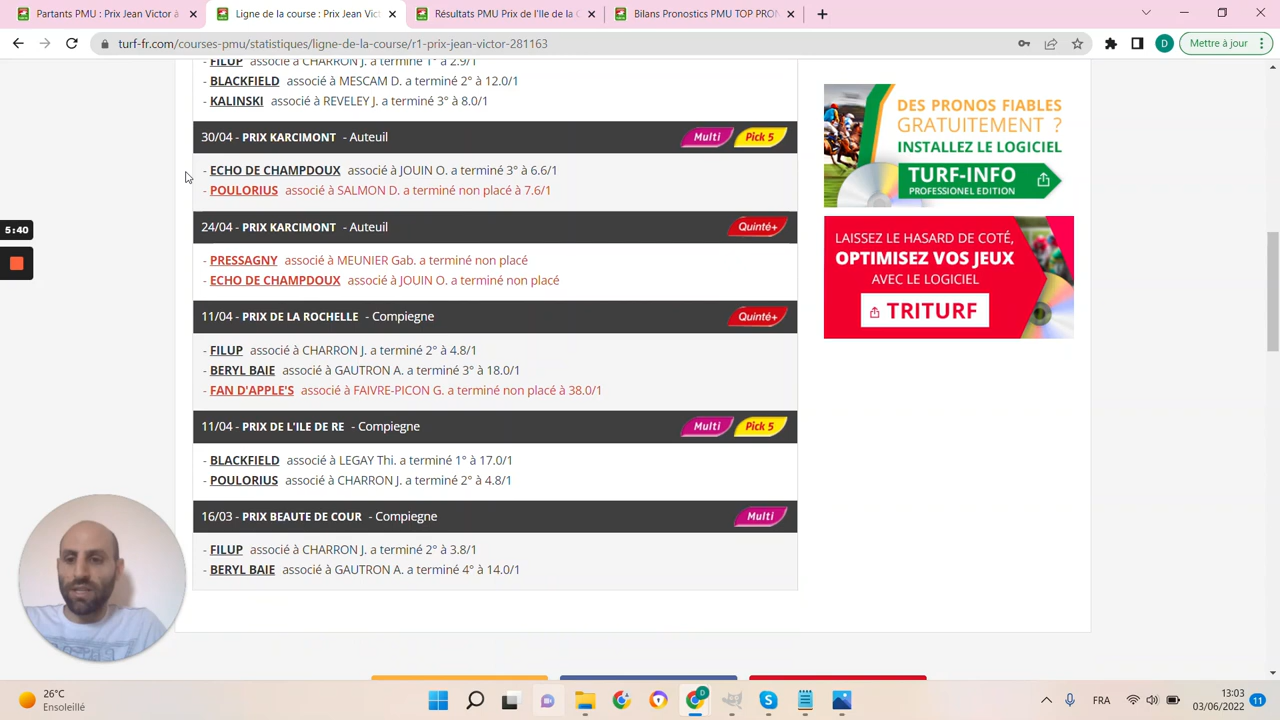 Partants PMU : Prix Jean Victor à
Ligne de la course : Prix Jean Vict
Résultats PMU Prix de l'Ile de la C
Bilans Pronostics PMU TOP PRON
turf-fr.com/courses-pmu/statistiques/ligne-de-la-course/r1-prix-jean-victor-281163
D
Mettre à jour
- FILUP associé à CHARRON J. a terminé 1° à 2.9/1
- BLACKFIELD associé à MESCAM D. a terminé 2° à 12.0/1
- KALINSKI associé à REVELEY J. a terminé 3° à 8.0/1
30/04 - PRIX KARCIMONT - Auteuil
Multi
Pick 5
- ECHO DE CHAMPDOUX associé à JOUIN O. a terminé 3° à 6.6/1
- POULORIUS associé à SALMON D. a terminé non placé à 7.6/1
24/04 - PRIX KARCIMONT - Auteuil
Quinté+
- PRESSAGNY associé à MEUNIER Gab. a terminé non placé
- ECHO DE CHAMPDOUX associé à JOUIN O. a terminé non placé
11/04 - PRIX DE LA ROCHELLE - Compiegne
Quinté+
- FILUP associé à CHARRON J. a terminé 2° à 4.8/1
- BERYL BAIE associé à GAUTRON A. a terminé 3° à 18.0/1
- FAN D'APPLE'S associé à FAIVRE-PICON G. a terminé non placé à 38.0/1
11/04 - PRIX DE L'ILE DE RE - Compiegne
Multi
Pick 5
- BLACKFIELD associé à LEGAY Thi. a terminé 1° à 17.0/1
- POULORIUS associé à CHARRON J. a terminé 2° à 4.8/1
16/03 - PRIX BEAUTE DE COUR - Compiegne
Multi
- FILUP associé à CHARRON J. a terminé 2° à 3.8/1
- BERYL BAIE associé à GAUTRON A. a terminé 4° à 14.0/1
DES PRONOS FIABLES
GRATUITEMENT ?
INSTALLEZ LE LOGICIEL
TURF-INFO
PROFESSIONEL EDITION
LAISSEZ LE HASARD DE COTÉ,
OPTIMISEZ VOS JEUX
AVEC LE LOGICIEL
TRITURF
5:40
26°C
Ensoleillé
D
FRA
13:03
03/06/2022
11